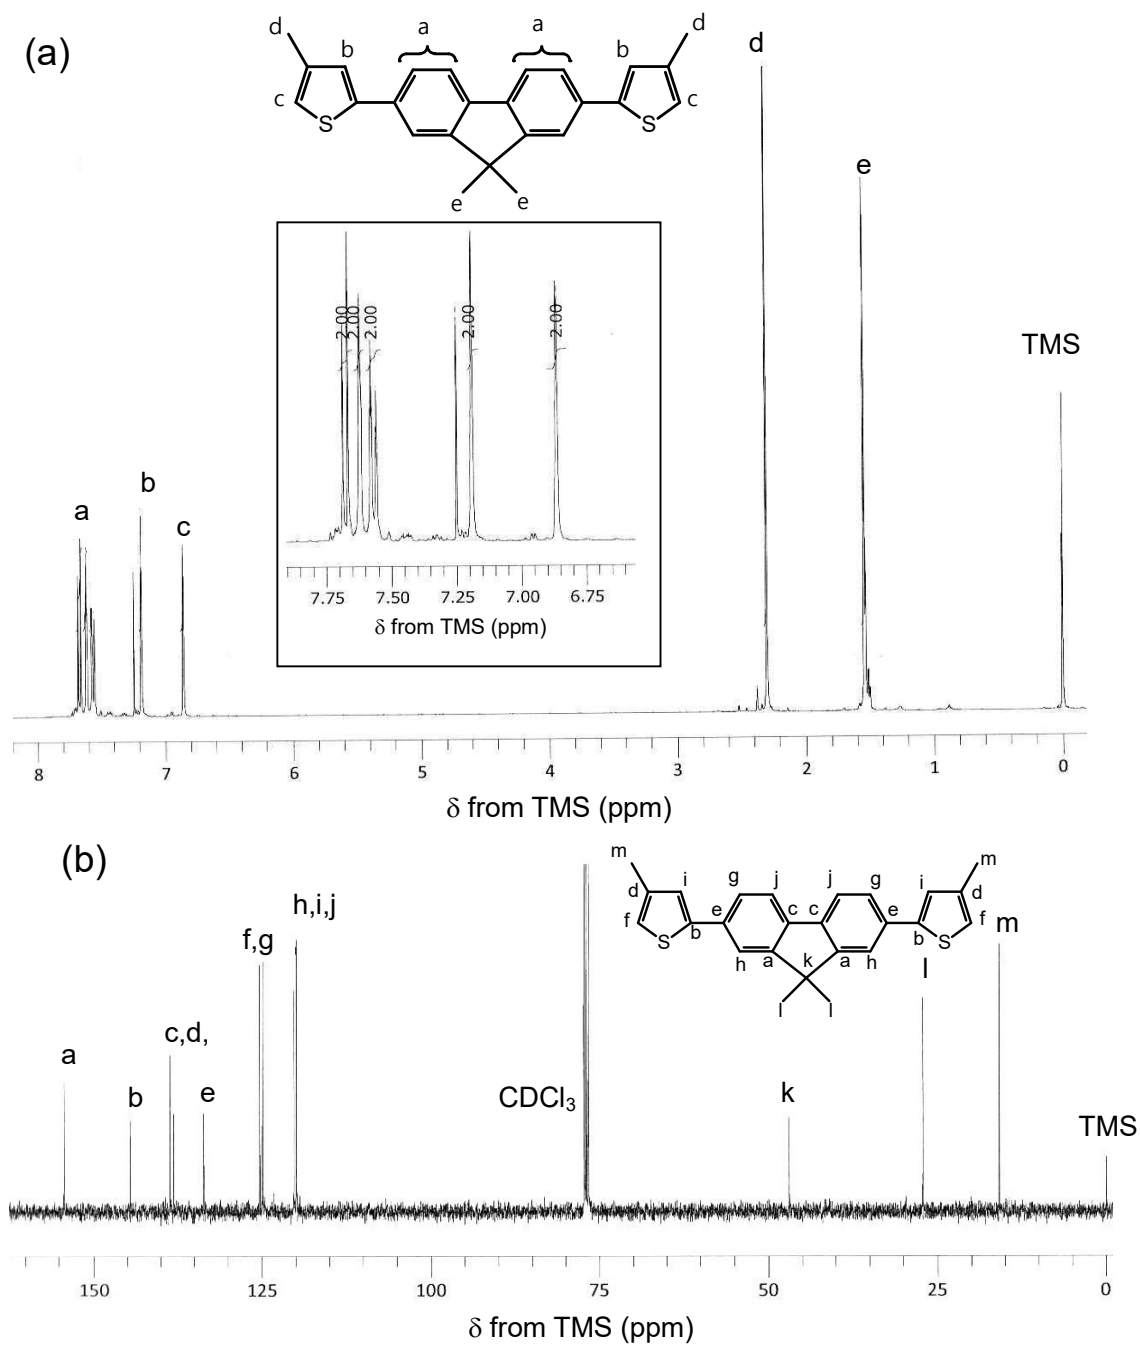 (a)
d a a d
b b
c S S c
e e
d
e
TMS
a b c
2.00 2.00 2.00 2.00 2.00
7.75 7.50 7.25 7.00 6.75
δ from TMS (ppm)
8 7 6 5 4 3 2 1 0
δ from TMS (ppm)
(b)
m g j j g m
d i i d
f S b e c c e b S f
h a k a h
l l
a
b
c,d,
e
f,g
h,i,j
CDCl₃
k
l
m
TMS
150 125 100 75 50 25 0
δ from TMS (ppm)